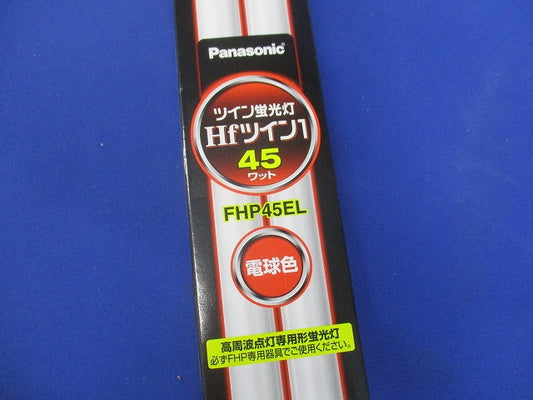 Panasonic
ツイン蛍光灯
Hfツイン1
45
ワット
FHP45EL
電球色
高周波点灯専用形蛍光灯
必ずFHP専用器具でご使用ください。